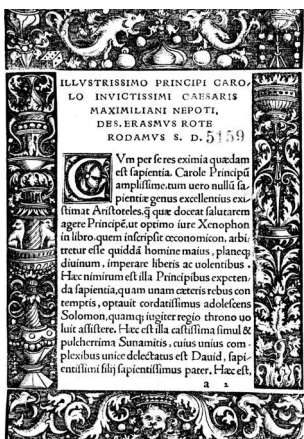 ILLVSTRISSIMO PRINCIPI CARO
LO INVICTISSIMI CAESARIS
MAXIMILIANI NEPOTI,
DES. ERASMVS ROTE
RODAMVS S. D. 5159
CVm per se res eximia quædam
est sapientia. Carole Principũ
amplissime, tum uero nullũ sa,
pientiæ genus excellentius exi,
stimat Aristoteles, q̃ quæ doceat salutarem
agere Principẽ, ut optimo iure Xenophon
in libro, quem inscripsit œconomicon, arbi,
tretur esse quiddã homine maius, planeq;
diuinum, imperare liberis ac uolentibus.
Hæc nimirum est illa Principibus expeten,
da sapientia, quam unam cæteris rebus con
temptis, optauit cordatissimus adolescens
Solomon, quamq; iugiter regio throno uo
luit assistere. Hæc est illa castissima simul &
pulcherrima Sunamitis, cuius unius com,
plexibus unice delectatus est Dauid, sapi,
entissimi filij sapientissimus pater, Hæc est,
a 2